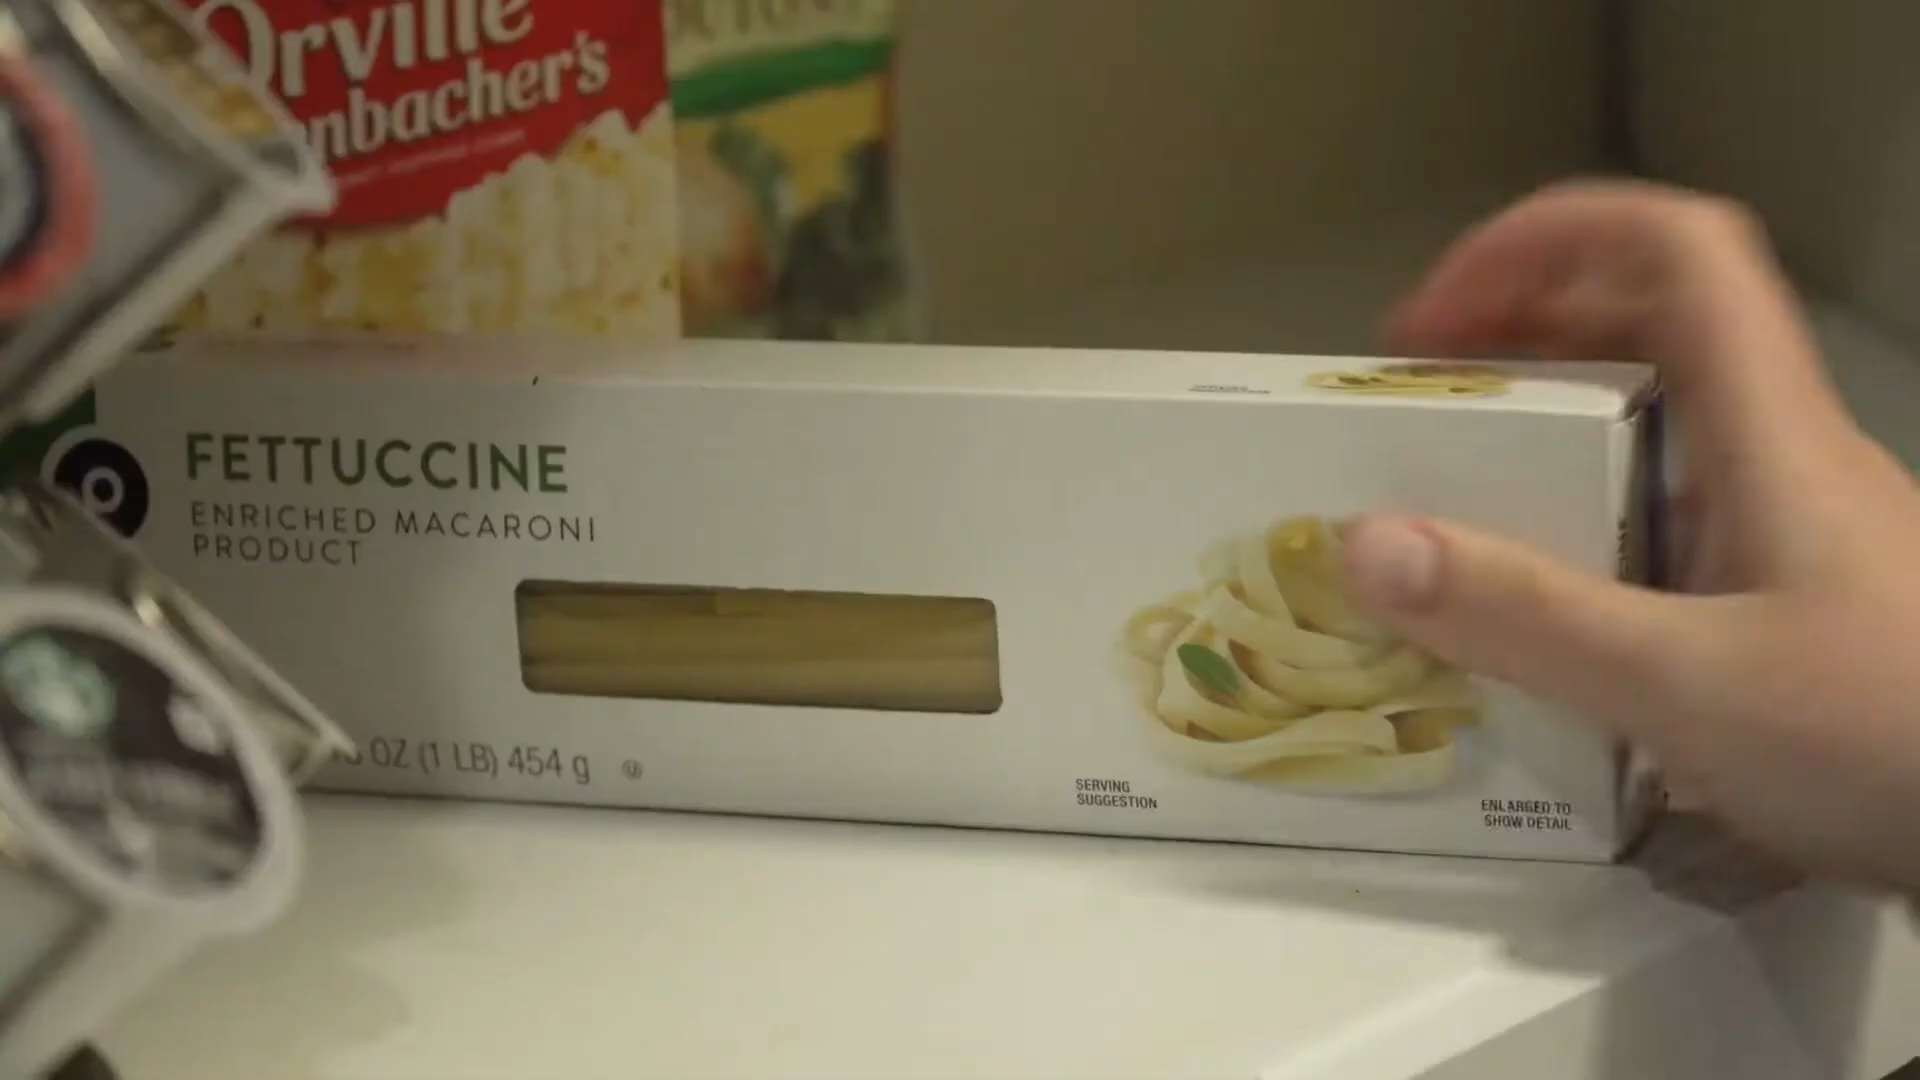 Orville
nbacher's
FETTUCCINE
ENRICHED MACARONI
PRODUCT
OZ (1 LB) 454 g
SERVING
SUGGESTION
ENLARGED TO
SHOW DETAIL